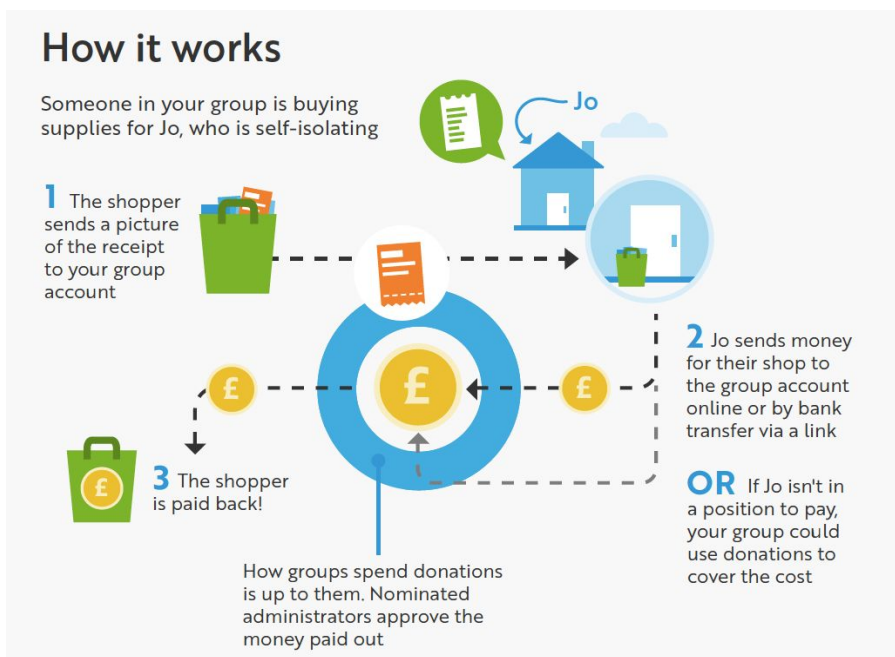 How it works
Someone in your group is buying
supplies for Jo, who is self-isolating
Jo
1 The shopper
sends a picture
of the receipt
to your group
account
2 Jo sends money
for their shop to
the group account
online or by bank
transfer via a link
£
£
£
£
3 The shopper
is paid back!
OR If Jo isn't in
a position to pay,
your group could
use donations to
cover the cost
How groups spend donations
is up to them. Nominated
administrators approve the
money paid out